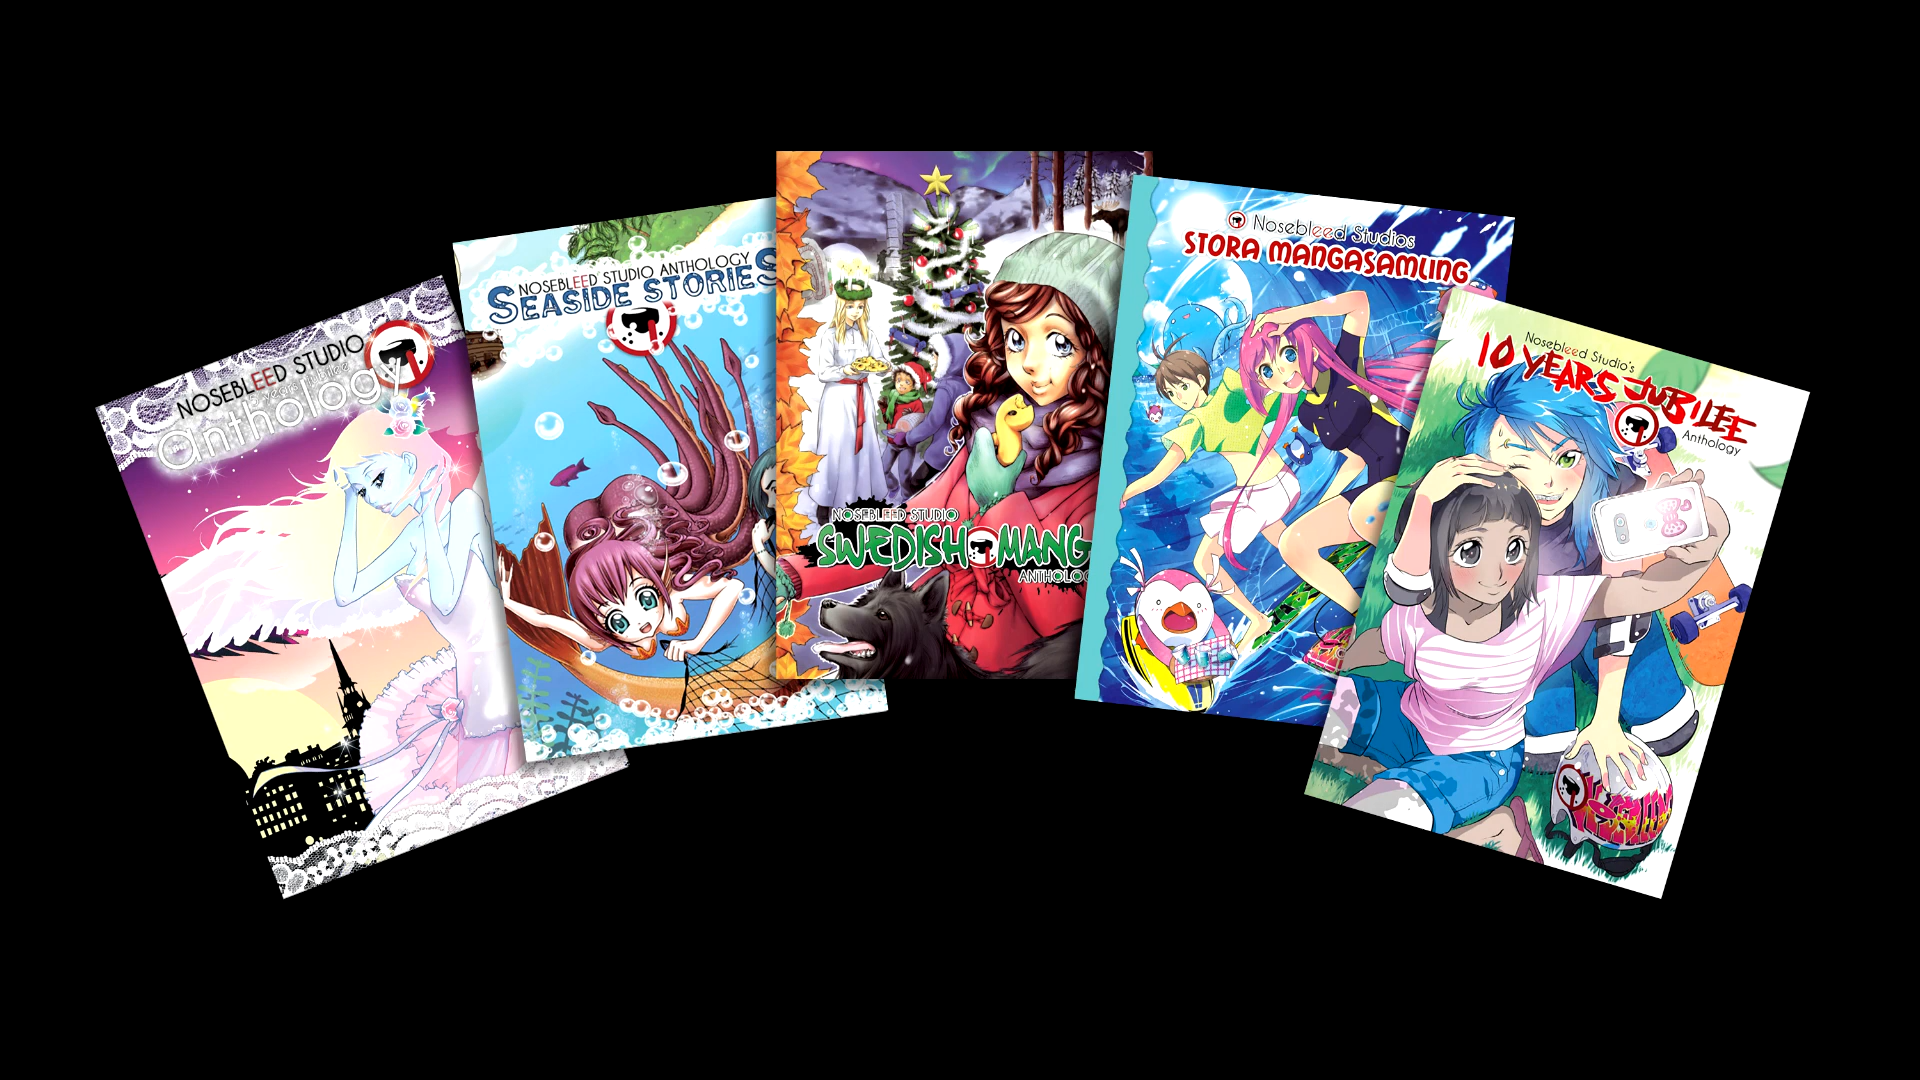 NOSEBLEED STUDIO
anthology
NOSEBLEED STUDIO ANTHOLOGY
SEASIDE STORIES
NOSEBLEED STUDIO
SWEDISH MANG
ANTHOLOG
Nosebleed Studios
STORA MANGASAMLING
Nosebleed Studio's
10 YEARS JUBILEE
Anthology